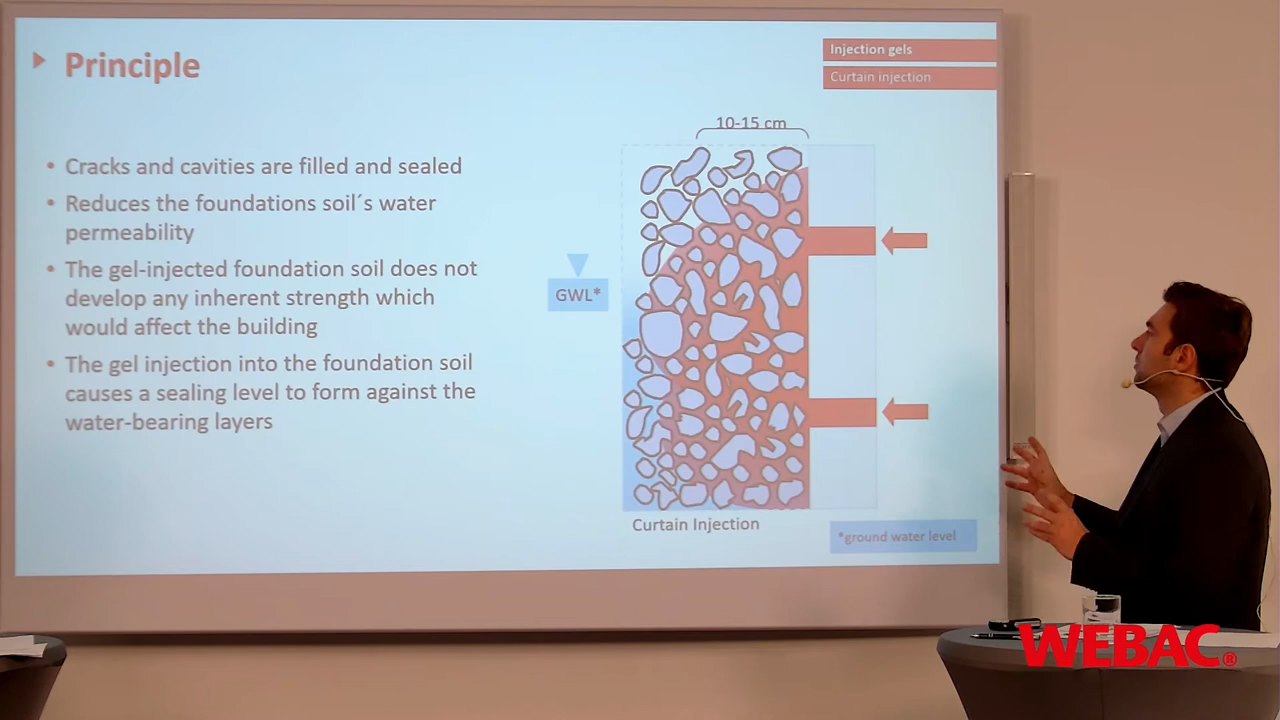 Principle
Injection gels
Curtain injection
• Cracks and cavities are filled and sealed
• Reduces the foundations soil´s water
permeability
• The gel-injected foundation soil does not
develop any inherent strength which
would affect the building
• The gel injection into the foundation soil
causes a sealing level to form against the
water-bearing layers
10-15 cm
GWL*
Curtain Injection
*ground water level
WEBAC®